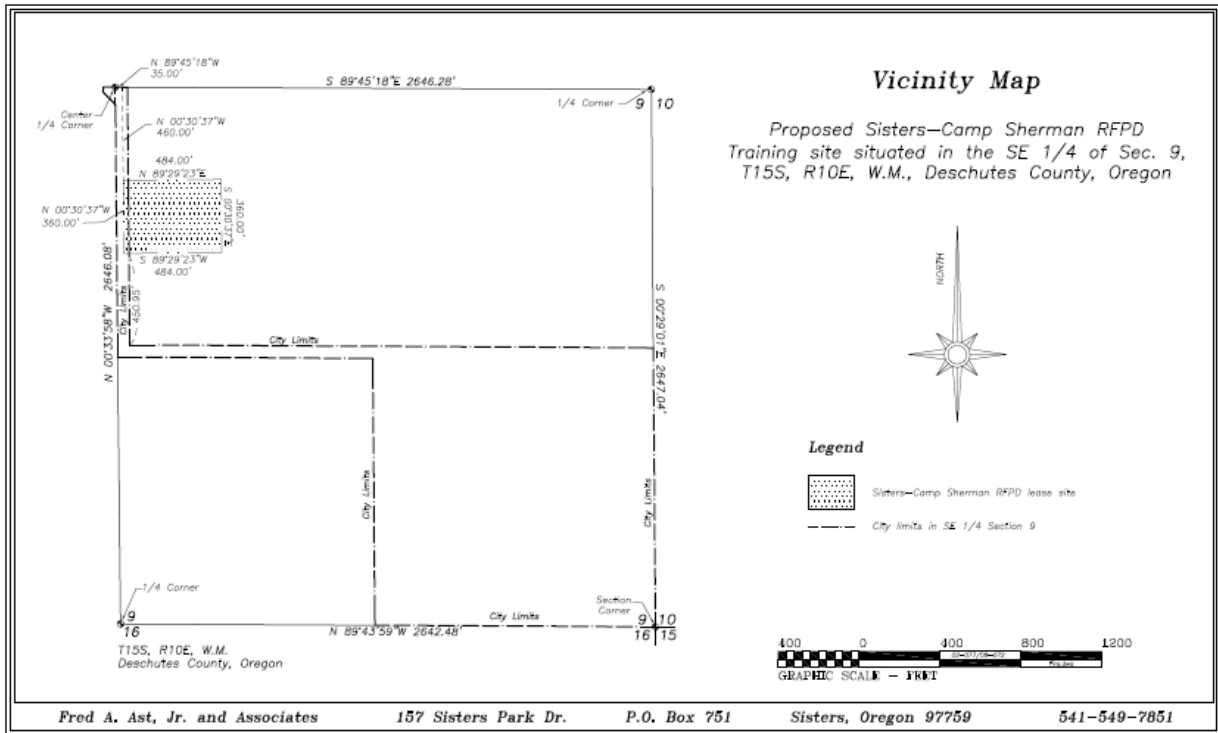 N 89°45'18"W
35.00'
S 89°45'18"E 2646.28'
Center
1/4 Corner
1/4 Corner
9 10
N 00°30'37"W
460.00'
484.00'
N 89°29'23"E
N 00°30'37"W
360.00'
S 00°30'37"E
360.00'
S 89°29'23"W
484.00'
N 00°33'58"W 2646.08'
City Limits
450.95'
City Limits
S 00°29'01"E 2647.04'
City Limits
City Limits
1/4 Corner
9
16
Section
Corner
9 10
16 15
City Limits
N 89°43'59"W 2642.48'
T15S, R10E, W.M.
Deschutes County, Oregon
Vicinity Map
Proposed Sisters-Camp Sherman RFPD
Training site situated in the SE 1/4 of Sec. 9,
T15S, R10E, W.M., Deschutes County, Oregon
NORTH
Legend
Sisters-Camp Sherman RFPD lease site
City limits in SE 1/4 Section 9
400 0 400 800 1200
GRAPHIC SCALE - FEET
Fred A. Ast, Jr. and Associates 157 Sisters Park Dr. P.O. Box 751 Sisters, Oregon 97759 541-549-7851